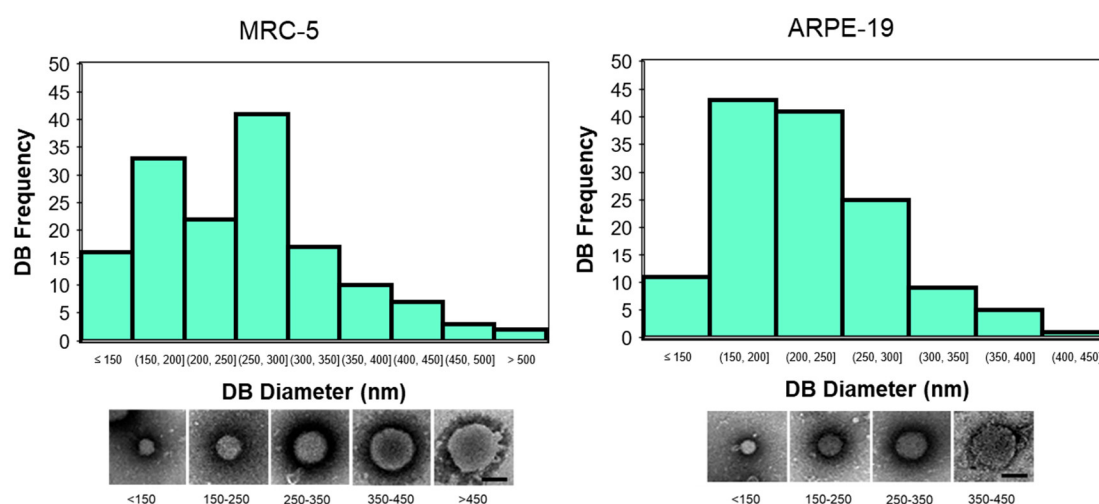 MRC-5
50
45
40
35
30
25
20
15
10
5
0
DB Frequency
≤ 150 (150, 200] (200, 250] (250, 300] (300, 350] (350, 400] (400, 450] (450, 500] > 500
DB Diameter (nm)
<150 150-250 250-350 350-450 >450
ARPE-19
50
45
40
35
30
25
20
15
10
5
0
DB Frequency
≤ 150 (150, 200] (200, 250] (250, 300] (300, 350] (350, 400] (400, 450]
DB Diameter (nm)
<150 150-250 250-350 350-450